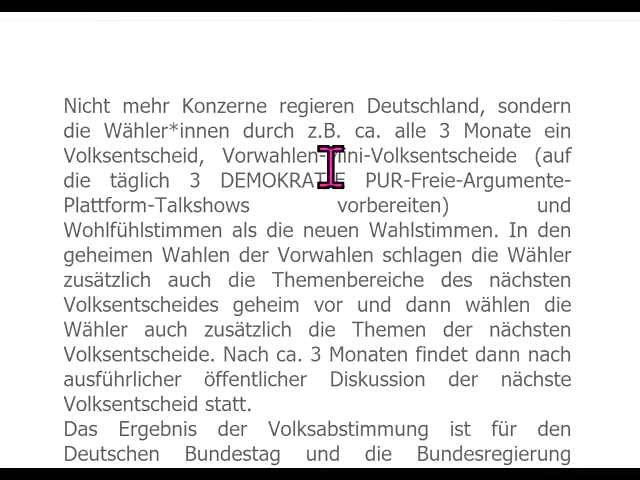 Nicht mehr Konzerne regieren Deutschland, sondern
die Wähler*innen durch z.B. ca. alle 3 Monate ein
Volksentscheid, Vorwahlen-Mini-Volksentscheide (auf
die täglich 3 DEMOKRATIE PUR-Freie-Argumente-
Plattform-Talkshows vorbereiten) und
Wohlfühlstimmen als die neuen Wahlstimmen. In den
geheimen Wahlen der Vorwahlen schlagen die Wähler
zusätzlich auch die Themenbereiche des nächsten
Volksentscheides geheim vor und dann wählen die
Wähler auch zusätzlich die Themen der nächsten
Volksentscheide. Nach ca. 3 Monaten findet dann nach
ausführlicher öffentlicher Diskussion der nächste
Volksentscheid statt.
Das Ergebnis der Volksabstimmung ist für den
Deutschen Bundestag und die Bundesregierung